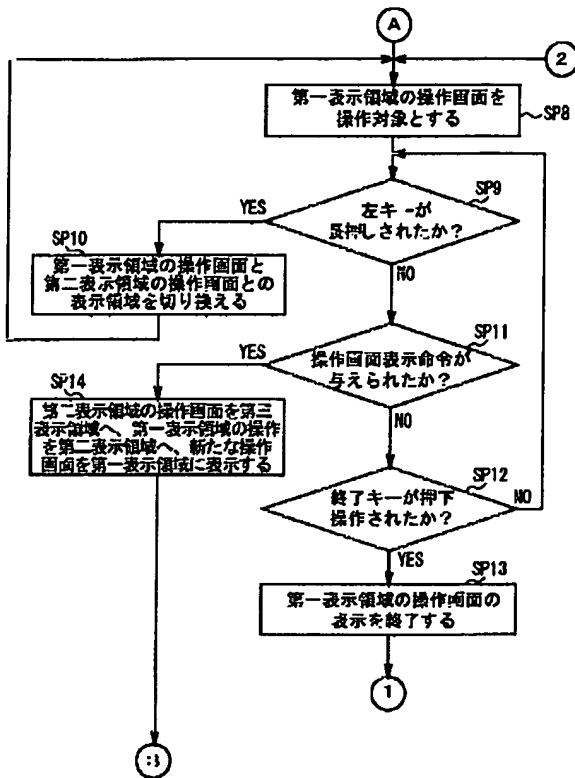 A
2
第一表示領域の操作画面を
操作対象とする
SP8
SP9
左キーが
長押しされたか？
YES
NO
SP10
第一表示領域の操作画面と
第二表示領域の操作画面との
表示領域を切り換える
SP11
操作画面表示命令が
与えられたか？
YES
NO
SP14
第二表示領域の操作画面を第三
表示領域へ、第一表示領域の操作
を第二表示領域へ、新たな操作
画面を第一表示領域に表示する
SP12
終了キーが押下
操作されたか？
NO
YES
SP13
第一表示領域の操作画面の
表示を終了する
1
B